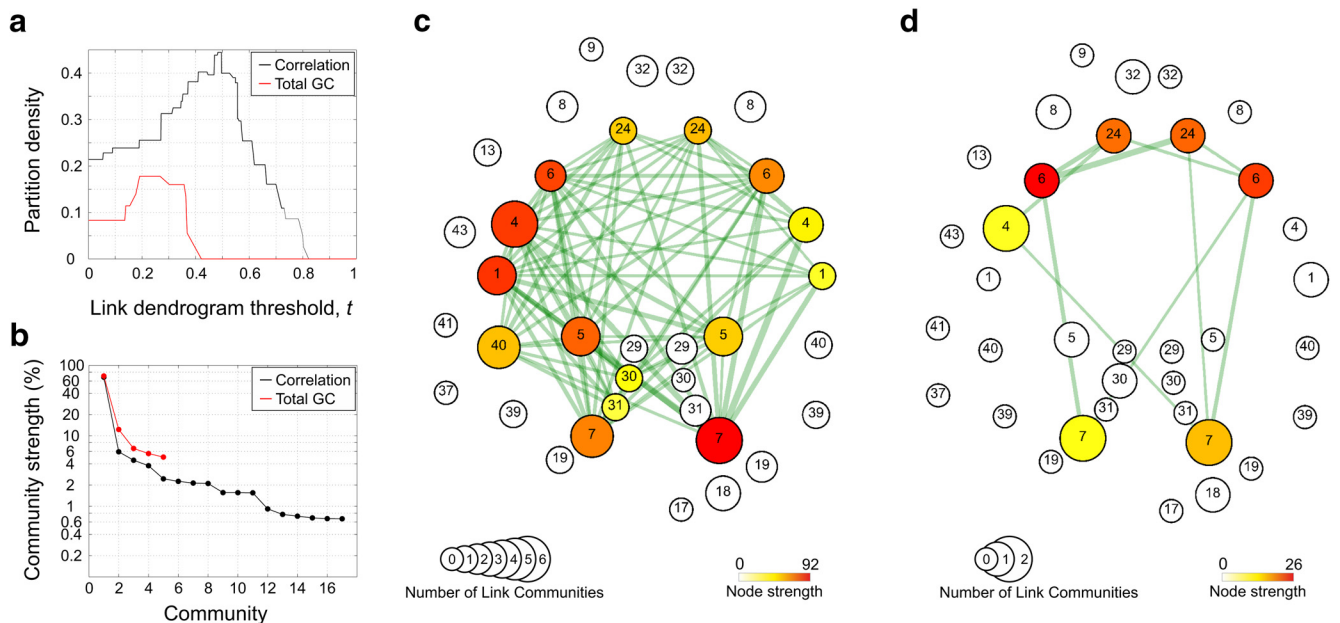 a
Correlation
Total GC
0.4
0.3
0.2
0.1
0
0 0.2 0.4 0.6 0.8 1
Partition density
Link dendrogram threshold, t
b
Correlation
Total GC
100
60
40
20
10
6
4
2
1
0.6
0.4
0.2
0 2 4 6 8 10 12 14 16
Community strength (%)
Community
c
9
32 32
8 8
24 24
13
6 6
4 4
43
1 1
41
5 5
40 29 29 40
30 30
37
31 31
39 39
7 7
19 19
18
17
0 1 2 3 4 5 6
Number of Link Communities
0 92
Node strength
d
9
32 32
8 8
24 24
13
6 6
4 4
43
1 1
41
5 5
40 29 29 40
30 30
37
31 31
39 39
7 7
19 19
18
17
0 1 2
Number of Link Communities
0 26
Node strength